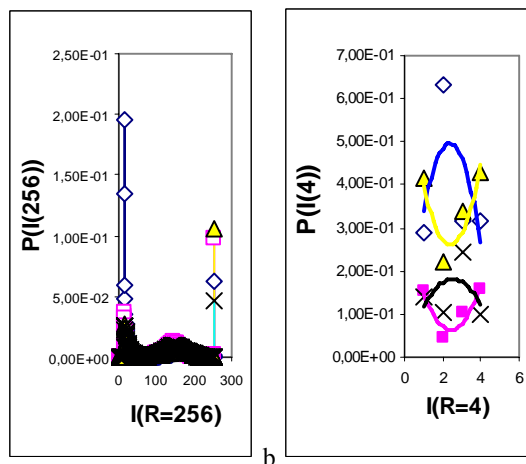 2,50E-01
2,00E-01
1,50E-01
1,00E-01
5,00E-02
0,00E+00
P(I(256))
0 100 200 300
I(R=256)
b
7,00E-01
6,00E-01
5,00E-01
4,00E-01
3,00E-01
2,00E-01
1,00E-01
0,00E+00
P(I(4))
0 2 4 6
I(R=4)